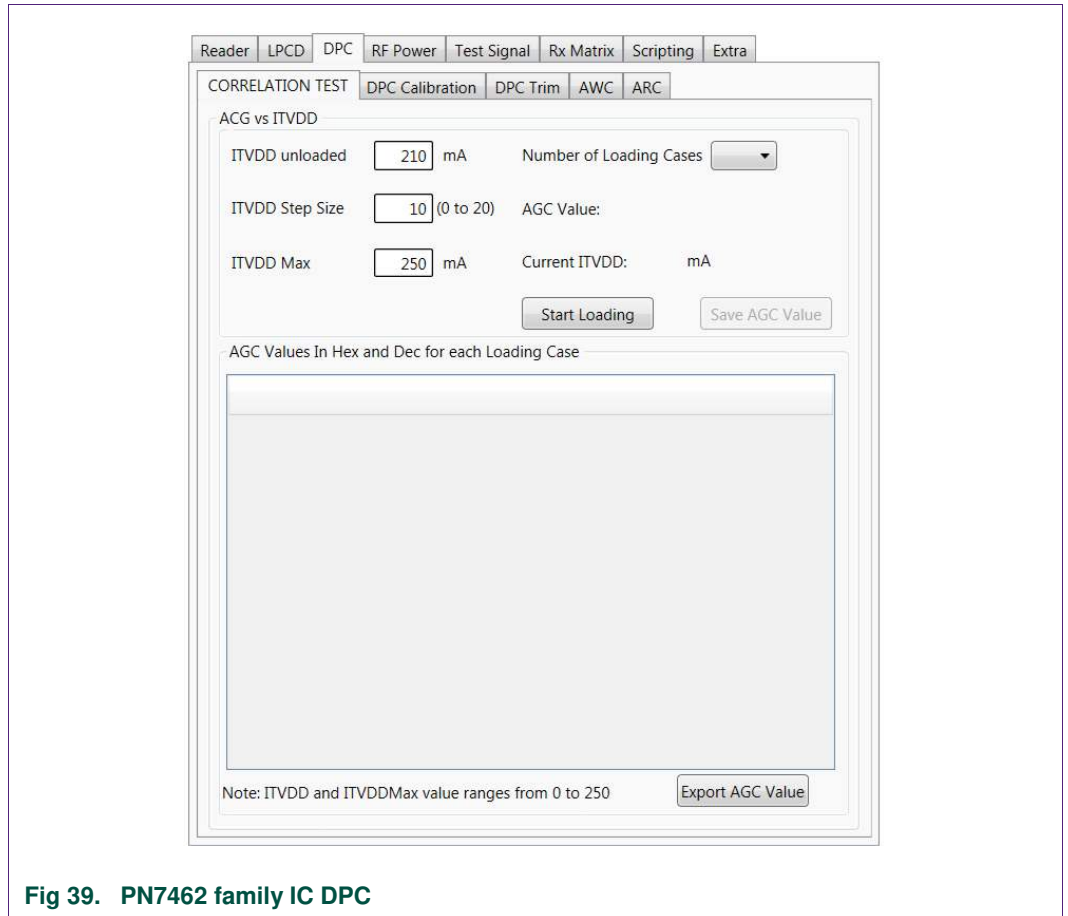 Reader LPCD DPC RF Power Test Signal Rx Matrix Scripting Extra
CORRELATION TEST DPC Calibration DPC Trim AWC ARC
ACG vs ITVDD
ITVDD unloaded 210 mA Number of Loading Cases
ITVDD Step Size 10 (0 to 20) AGC Value:
ITVDD Max 250 mA Current ITVDD: mA
Start Loading Save AGC Value
AGC Values In Hex and Dec for each Loading Case
Note: ITVDD and ITVDDMax value ranges from 0 to 250 Export AGC Value
Fig 39. PN7462 family IC DPC